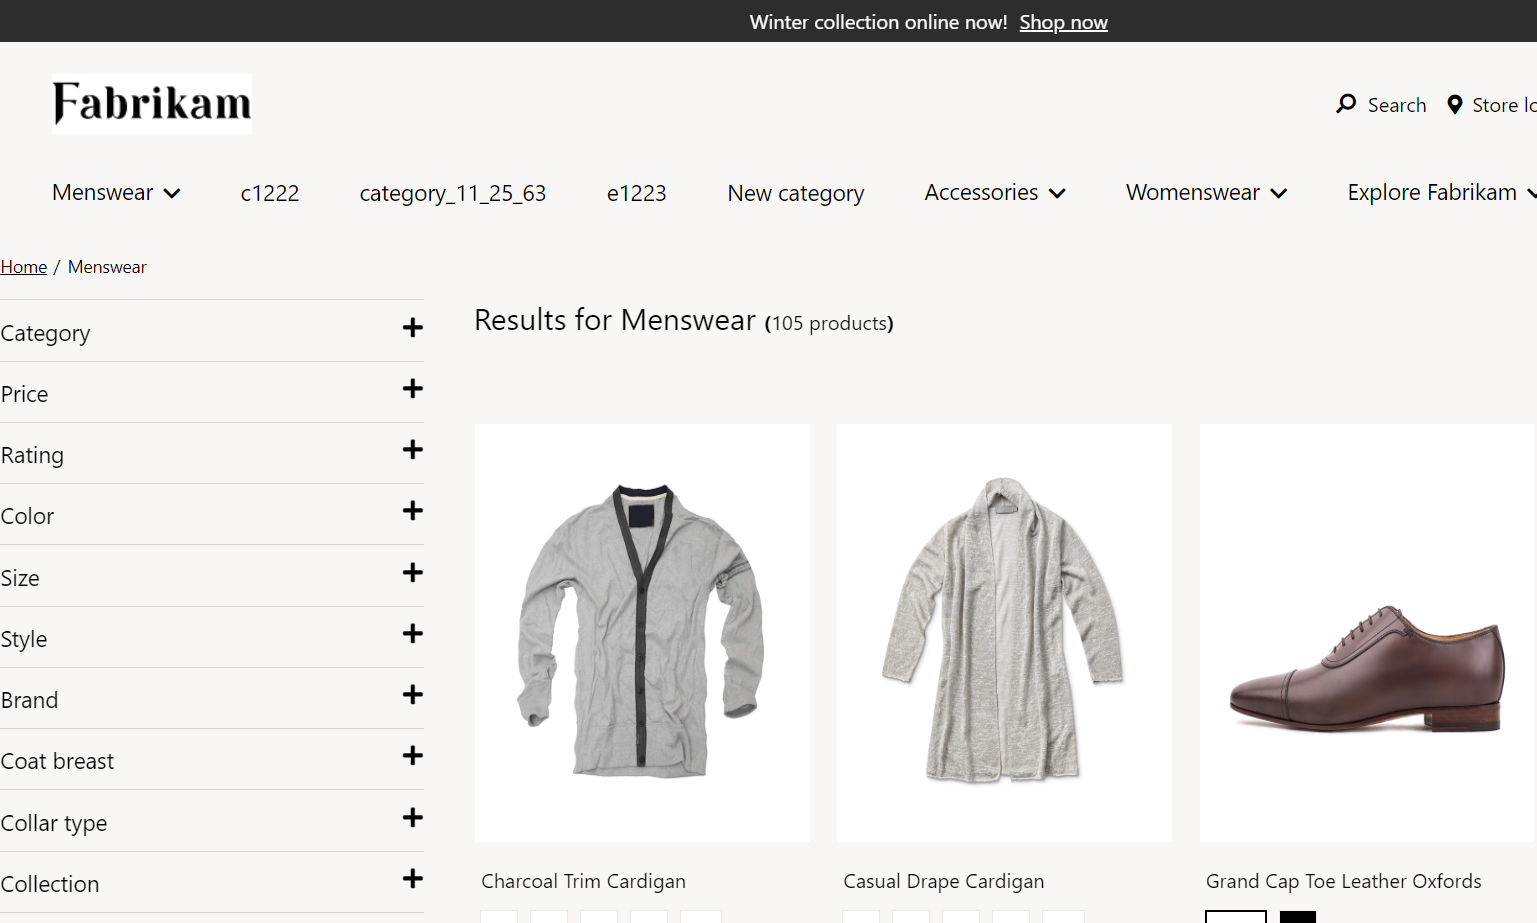 Winter collection online now! Shop now
Fabrikam
Search
Store lo
Menswear
c1222
category_11_25_63
e1223
New category
Accessories
Womenswear
Explore Fabrikam
Home / Menswear
Results for Menswear (105 products)
Category
Price
Rating
Color
Size
Style
Brand
Coat breast
Collar type
Collection
Charcoal Trim Cardigan
Casual Drape Cardigan
Grand Cap Toe Leather Oxfords